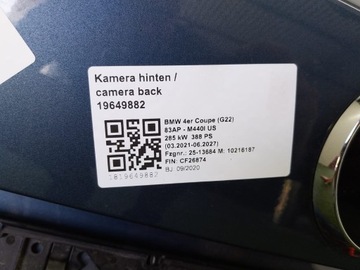 Kamera hinten /
camera back
19649882
BMW 4er Coupe (G22)
83AP - M440I US
285 kW 388 PS
(03.2021-06.2027)
Fzgnr.: 25-13684 M: 10216187
FIN: CF26874
BJ: 09/2020
1819649882